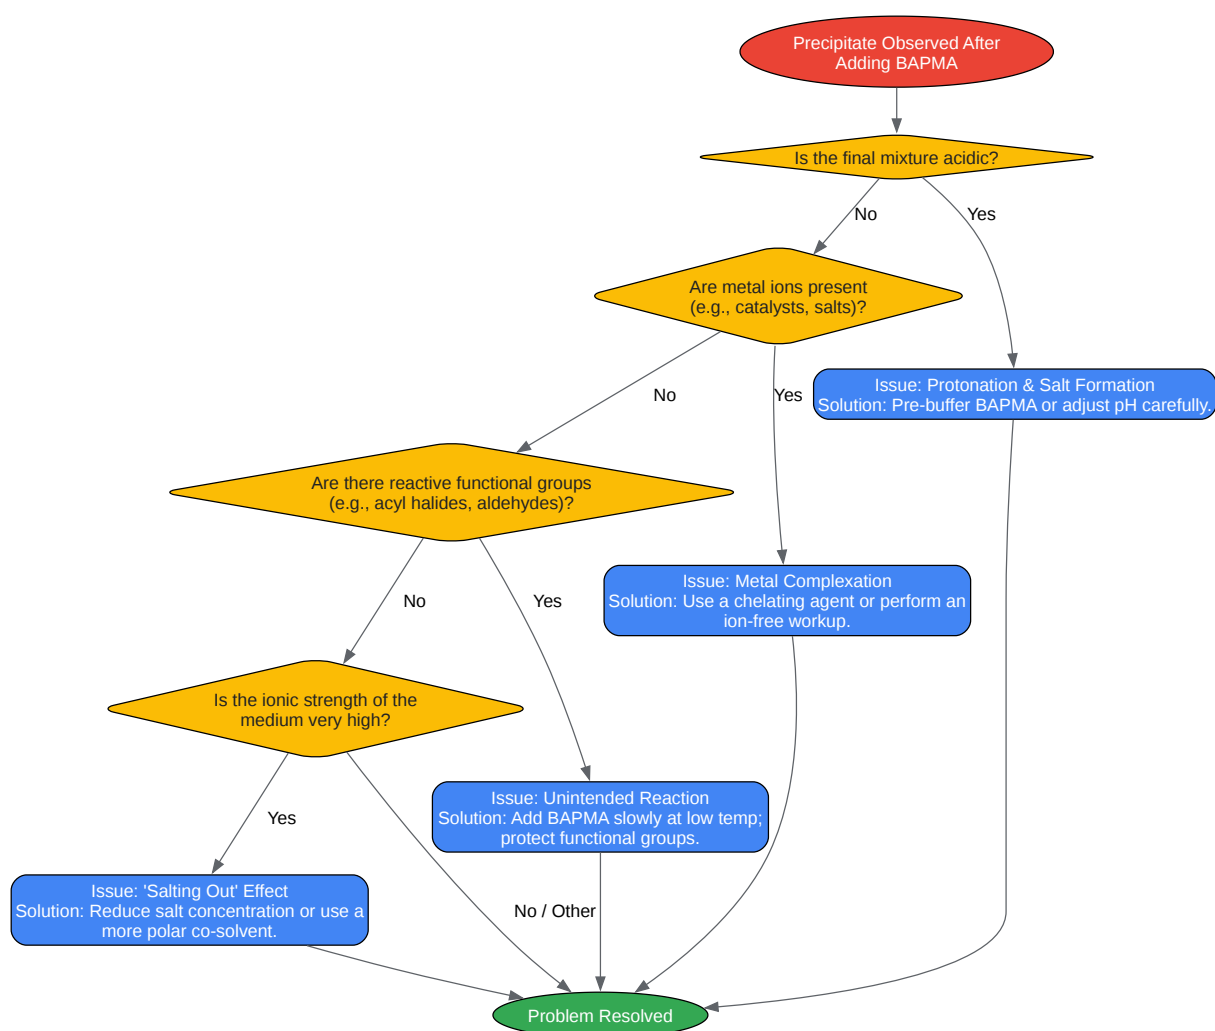 Precipitate Observed After
Adding BAPMA
Is the final mixture acidic?
No
Yes
Are metal ions present
(e.g., catalysts, salts)?
No
Yes
Issue: Protonation & Salt Formation
Solution: Pre-buffer BAPMA or adjust pH carefully.
Are there reactive functional groups
(e.g., acyl halides, aldehydes)?
No
Yes
Issue: Metal Complexation
Solution: Use a chelating agent or perform an
ion-free workup.
Is the ionic strength of the
medium very high?
Yes
No / Other
Issue: Unintended Reaction
Solution: Add BAPMA slowly at low temp;
protect functional groups.
Issue: 'Salting Out' Effect
Solution: Reduce salt concentration or use a
more polar co-solvent.
Problem Resolved